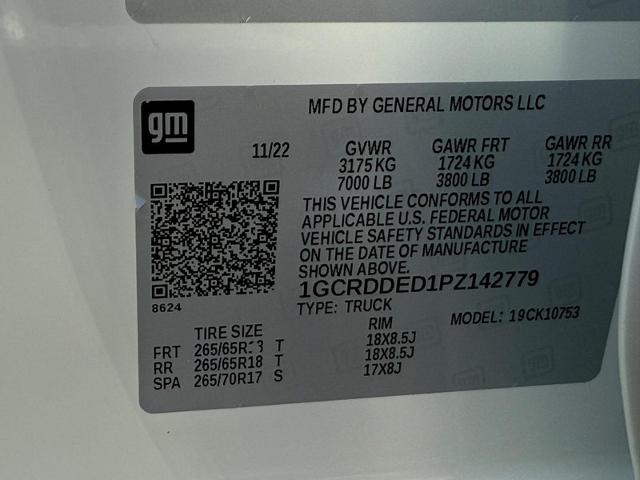 gm
MFD BY GENERAL MOTORS LLC
11/22 GVWR GAWR FRT GAWR RR
3175 KG 1724 KG 1724 KG
7000 LB 3800 LB 3800 LB
THIS VEHICLE CONFORMS TO ALL
APPLICABLE U.S. FEDERAL MOTOR
VEHICLE SAFETY STANDARDS IN EFFECT
ON THE DATE OF MANUFACTURE
SHOWN ABOVE.
1GCRDDED1PZ142779
8624
TYPE: TRUCK MODEL: 19CK10753
TIRE SIZE RIM
FRT 265/65R18 T 18X8.5J
RR 265/65R18 T 18X8.5J
SPA 265/70R17 S 17X8J